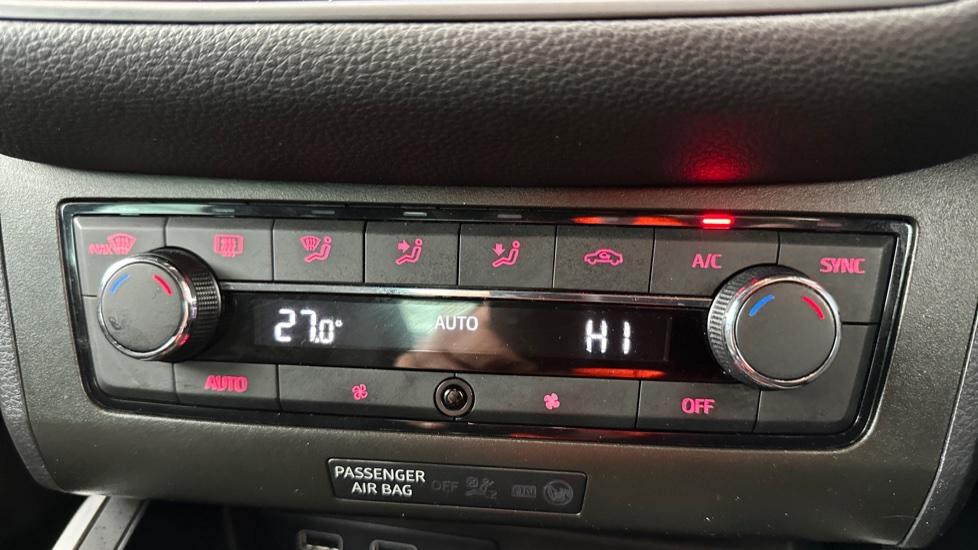 MAX
A/C
SYNC
27.0°
AUTO
HI
AUTO
OFF
PASSENGER
AIR BAG
OFF
ON